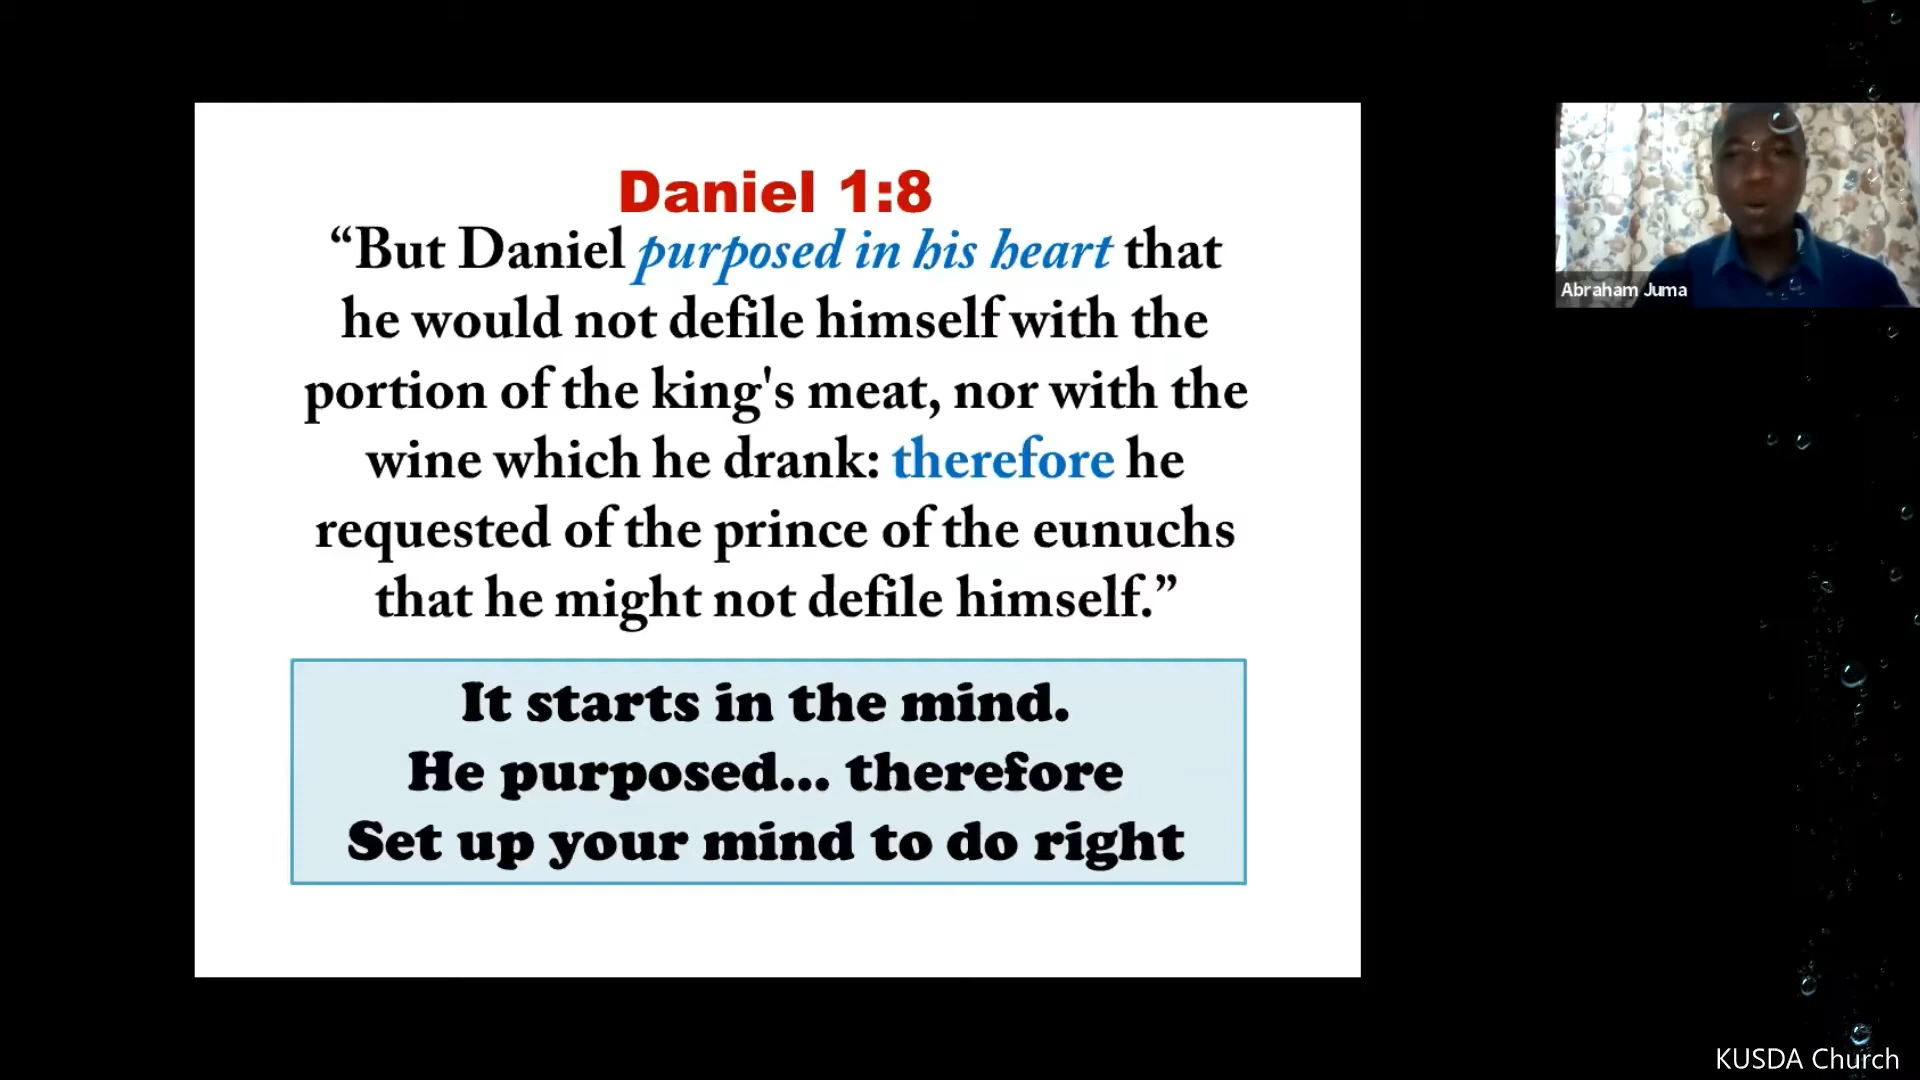 Daniel 1:8
“But Daniel purposed in his heart that
he would not defile himself with the
portion of the king's meat, nor with the
wine which he drank: therefore he
requested of the prince of the eunuchs
that he might not defile himself.”
It starts in the mind.
He purposed... therefore
Set up your mind to do right
Abraham Juma
KUSDA Church